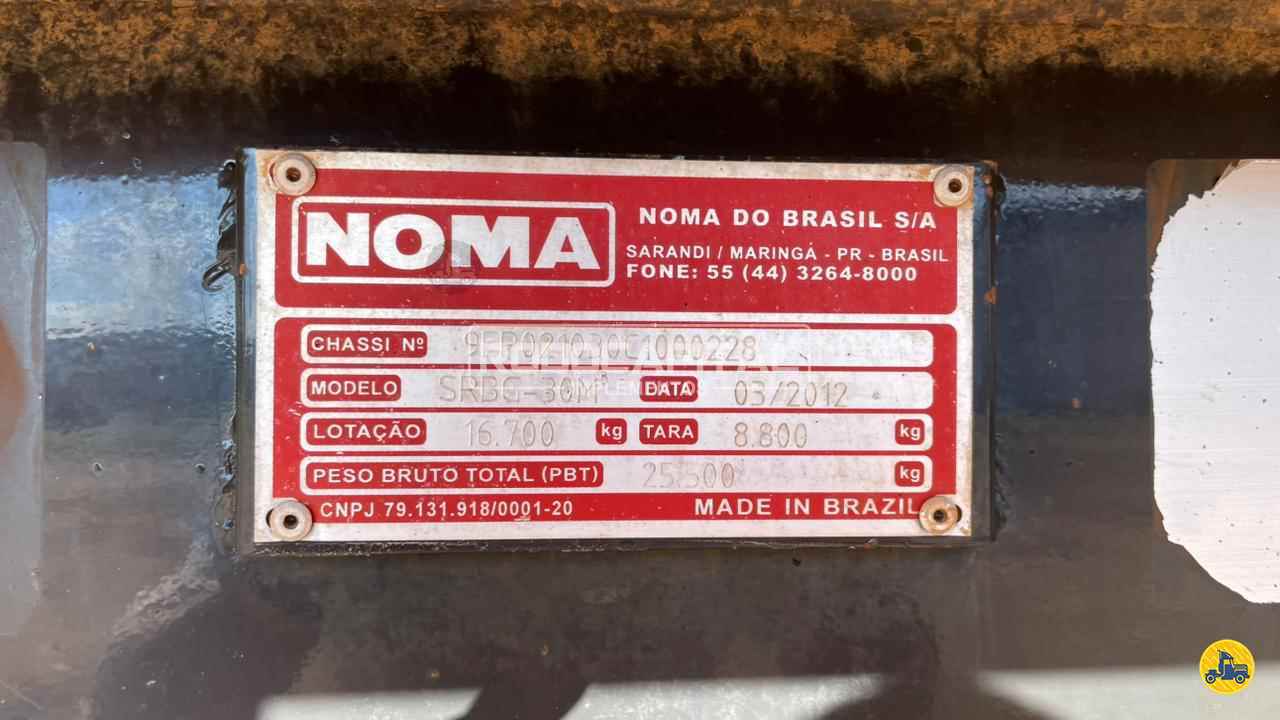 NOMA
NOMA DO BRASIL S/A
SARANDI / MARINGÁ - PR - BRASIL
FONE: 55 (44) 3264-8000
CHASSI Nº
MODELO SRBG-30M³ DATA 03/2012
LOTAÇÃO 16.700 kg TARA 8.800 kg
PESO BRUTO TOTAL (PBT) 25.500 kg
CNPJ 79.131.918/0001-20 MADE IN BRAZIL